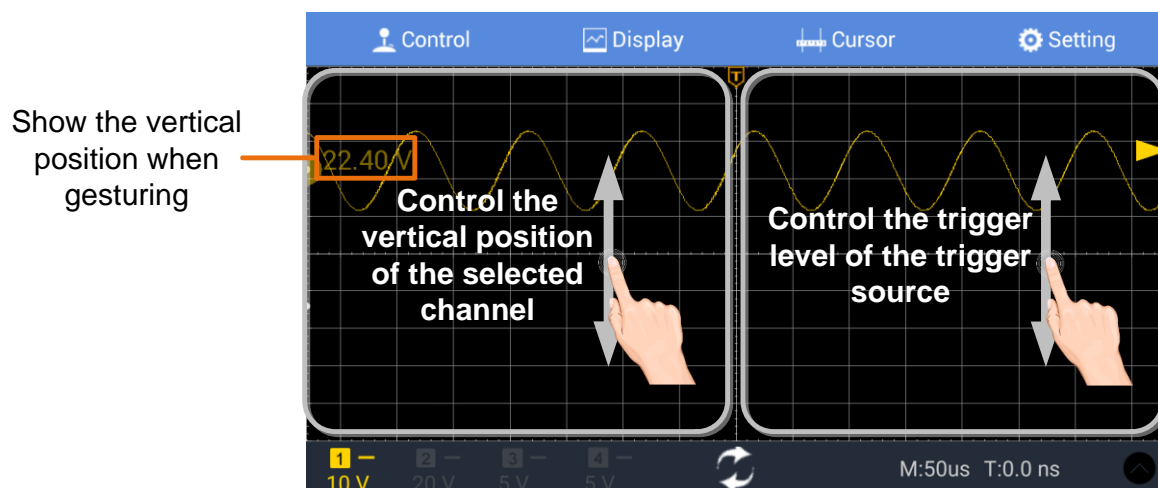 Control Display Cursor Setting
T
Show the vertical
position when
gesturing
22.40 V
Control the
vertical position
of the selected
channel
Control the trigger
level of the trigger
source
1 2 3 4
10 V 20 V 5 V 5 V
M:50us T:0.0 ns